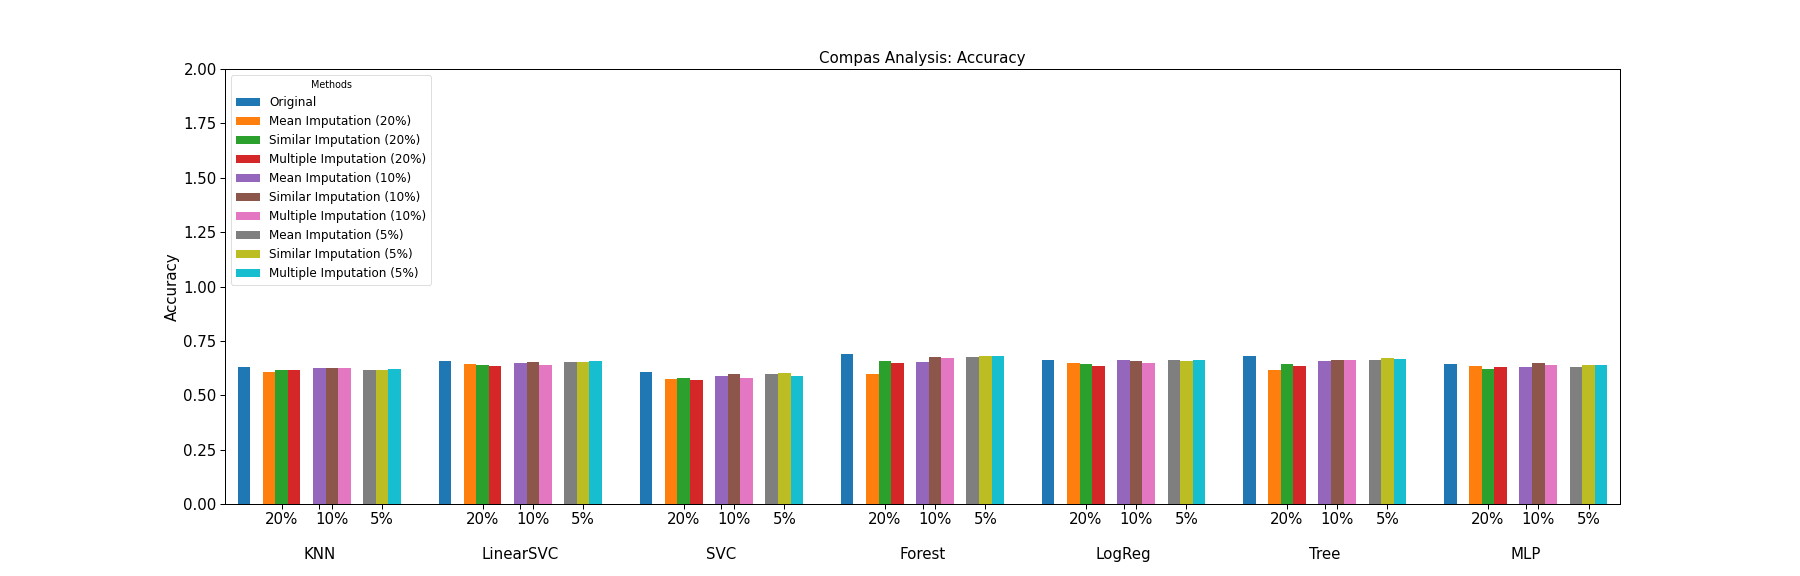 Compas Analysis: Accuracy
2.00
1.75
1.50
1.25
1.00
0.75
0.50
0.25
0.00
Accuracy
Methods
Original
Mean Imputation (20%)
Similar Imputation (20%)
Multiple Imputation (20%)
Mean Imputation (10%)
Similar Imputation (10%)
Multiple Imputation (10%)
Mean Imputation (5%)
Similar Imputation (5%)
Multiple Imputation (5%)
20% 10% 5% 20% 10% 5% 20% 10% 5% 20% 10% 5% 20% 10% 5% 20% 10% 5% 20% 10% 5%
KNN LinearSVC SVC Forest LogReg Tree MLP